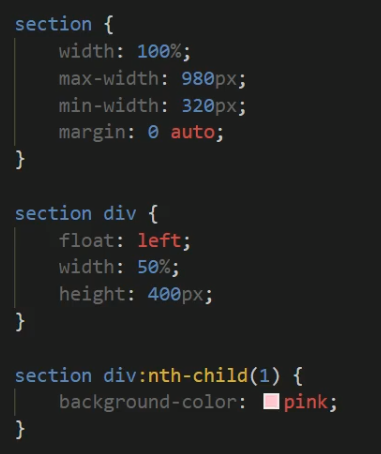 section {
    width: 100%;
    max-width: 980px;
    min-width: 320px;
    margin: 0 auto;
}

section div {
    float: left;
    width: 50%;
    height: 400px;
}

section div:nth-child(1) {
    background-color: pink;
}